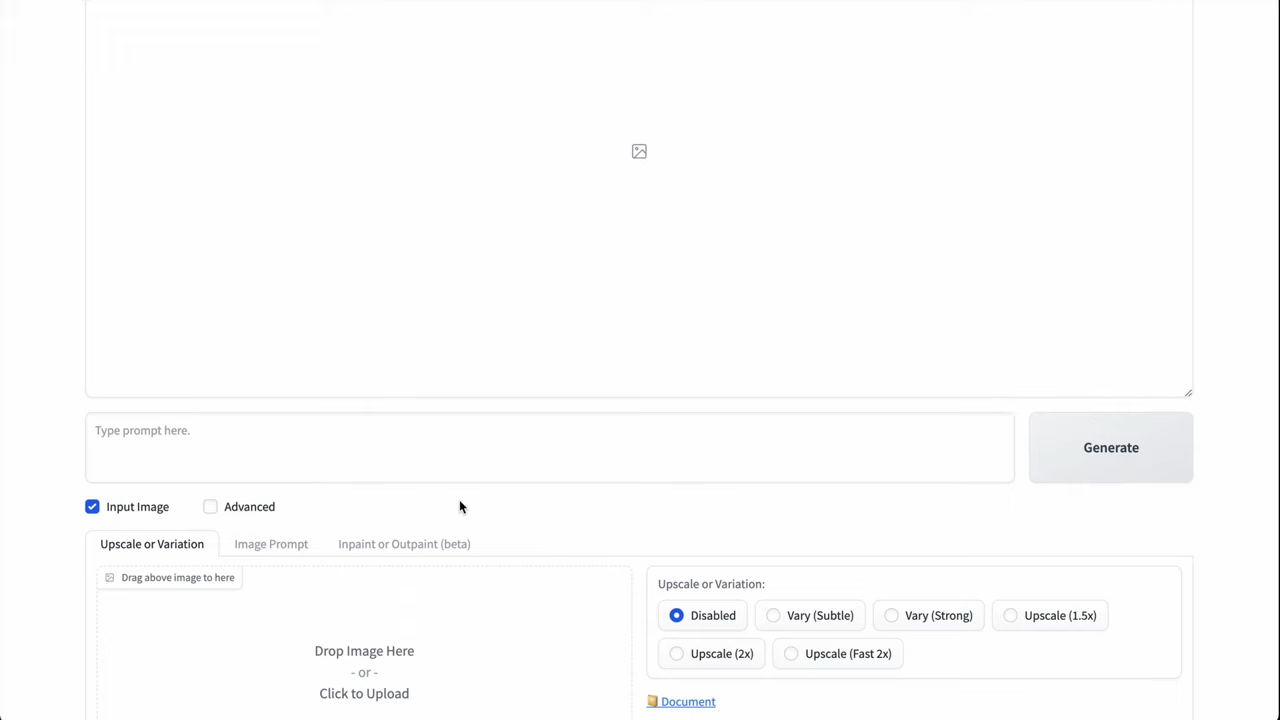 Type prompt here.
Generate
Input Image
Advanced
Upscale or Variation
Image Prompt
Inpaint or Outpaint (beta)
Drag above image to here
Drop Image Here
- or -
Click to Upload
Upscale or Variation:
Disabled
Vary (Subtle)
Vary (Strong)
Upscale (1.5x)
Upscale (2x)
Upscale (Fast 2x)
Document